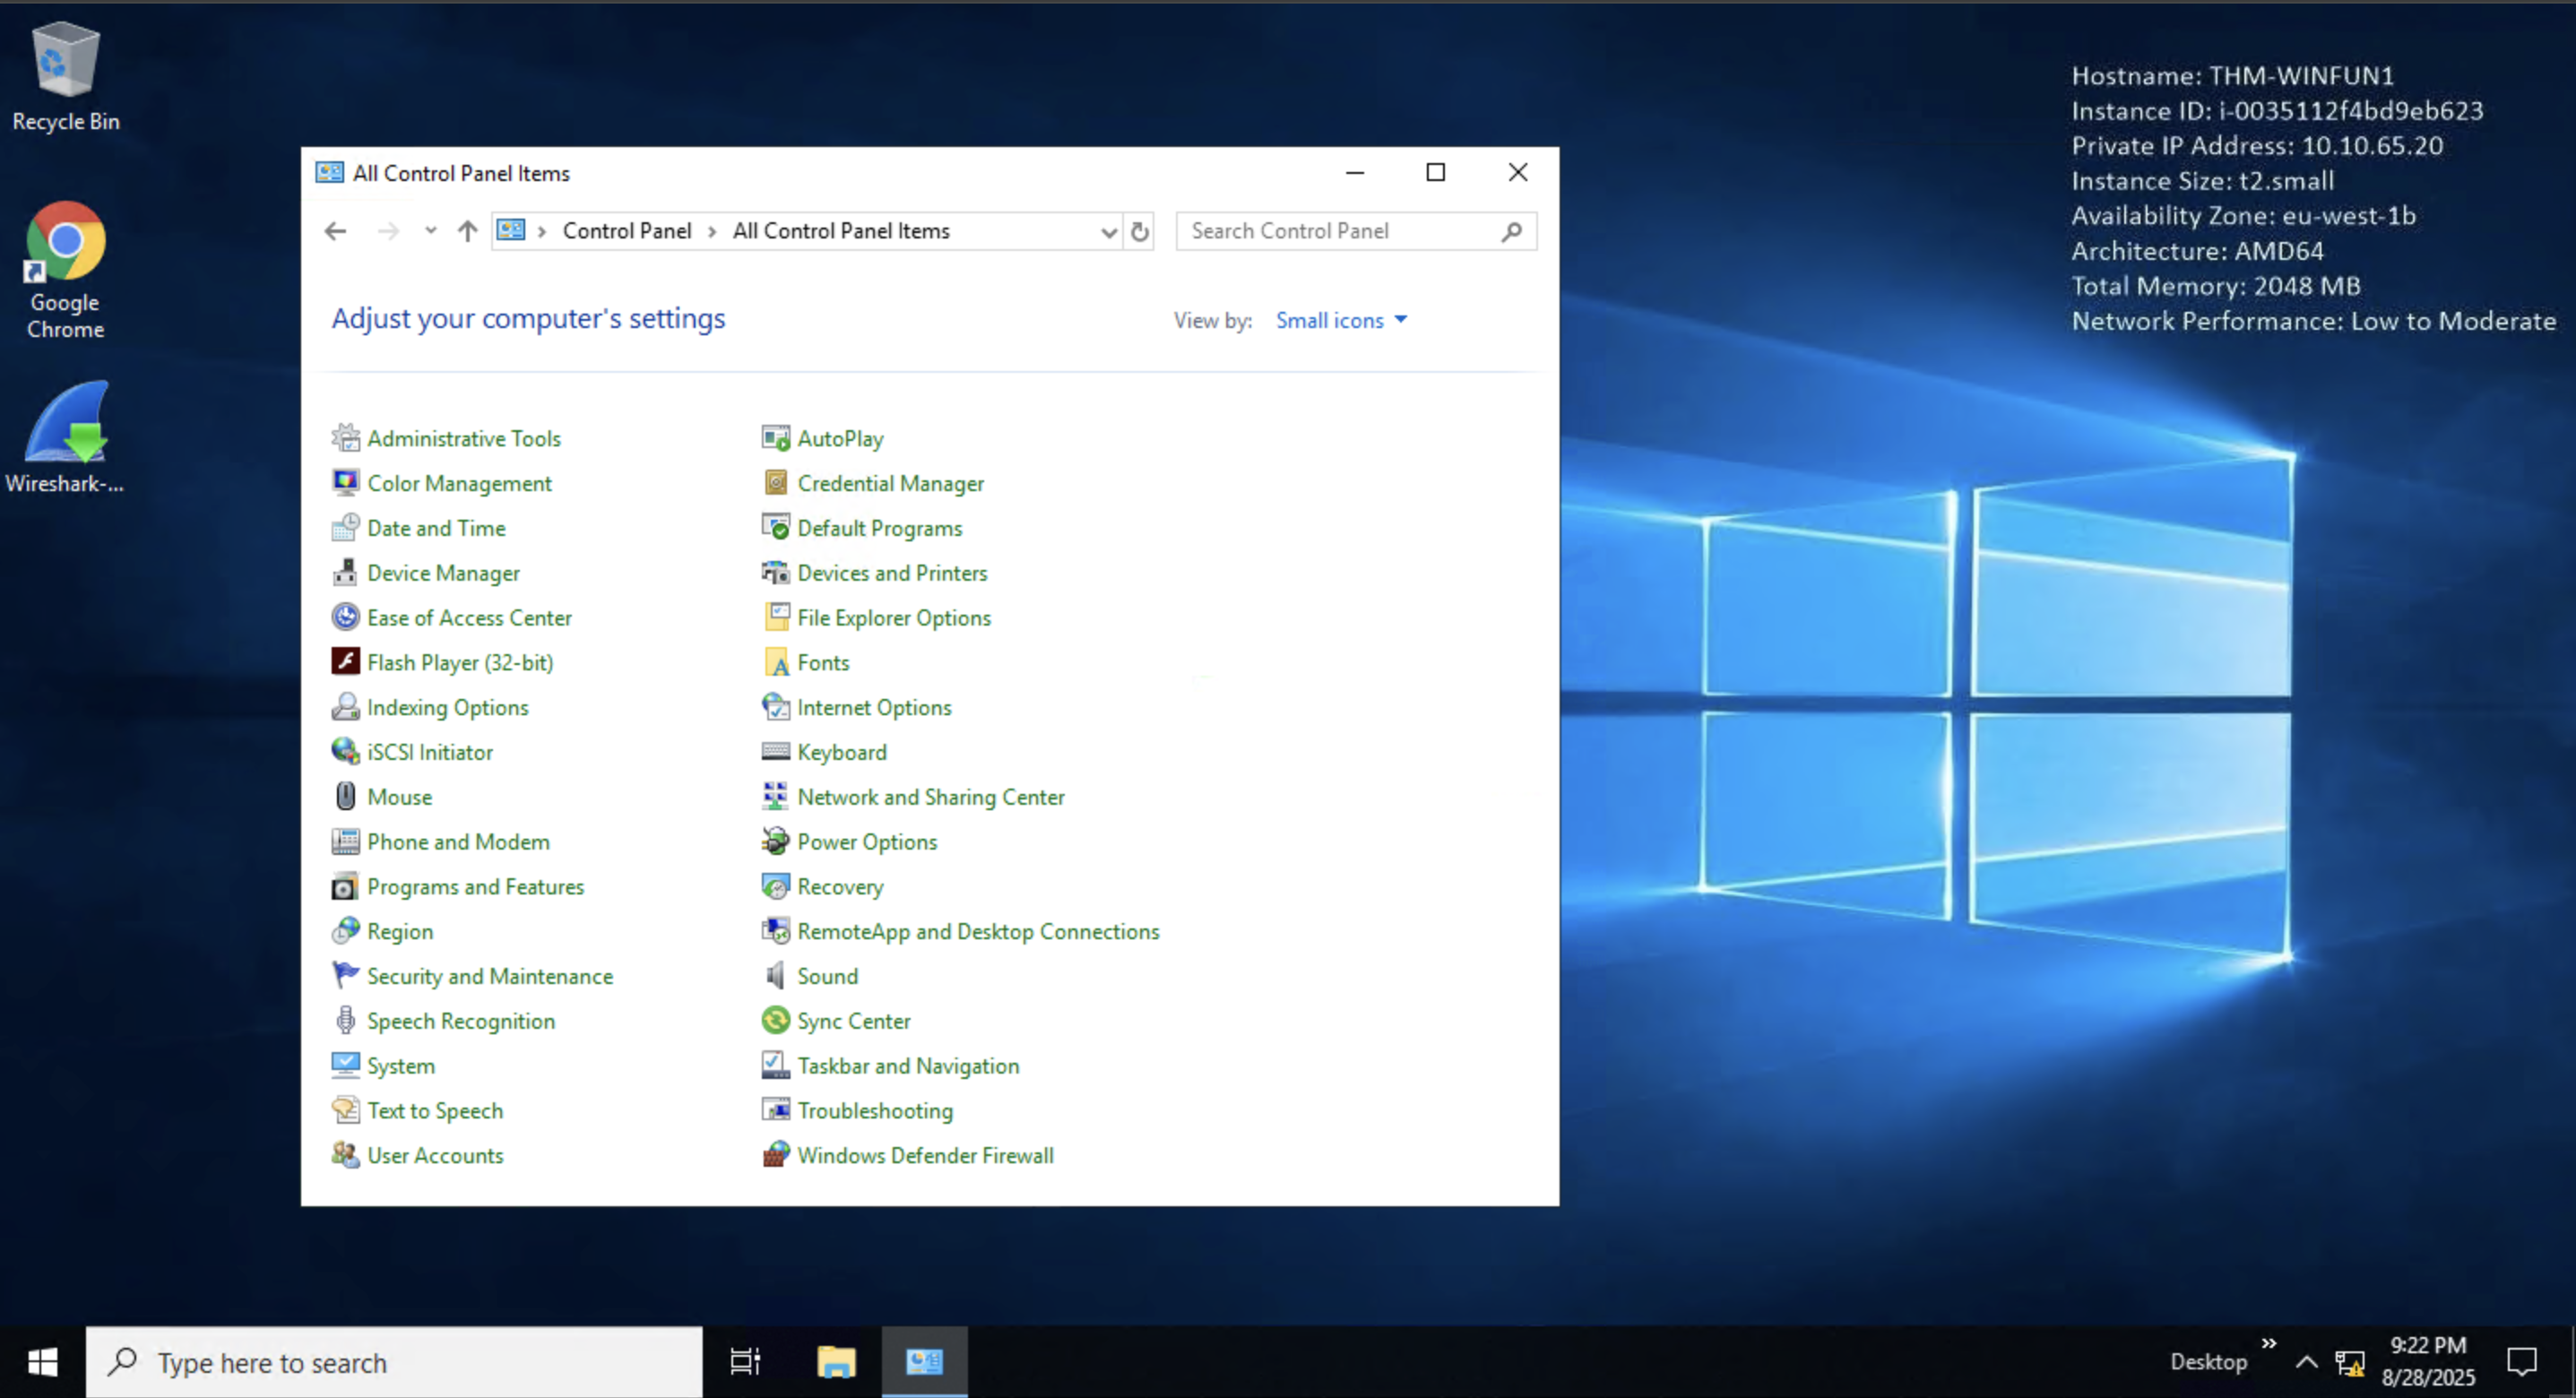 Recycle Bin
Google
Chrome
Wireshark-...
Hostname: THM-WINFUN1
Instance ID: i-0035112f4bd9eb623
Private IP Address: 10.10.65.20
Instance Size: t2.small
Availability Zone: eu-west-1b
Architecture: AMD64
Total Memory: 2048 MB
Network Performance: Low to Moderate
All Control Panel Items
Control Panel > All Control Panel Items
Search Control Panel
Adjust your computer's settings
View by: Small icons
Administrative Tools
Color Management
Date and Time
Device Manager
Ease of Access Center
Flash Player (32-bit)
Indexing Options
iSCSI Initiator
Mouse
Phone and Modem
Programs and Features
Region
Security and Maintenance
Speech Recognition
System
Text to Speech
User Accounts
AutoPlay
Credential Manager
Default Programs
Devices and Printers
File Explorer Options
Fonts
Internet Options
Keyboard
Network and Sharing Center
Power Options
Recovery
RemoteApp and Desktop Connections
Sound
Sync Center
Taskbar and Navigation
Troubleshooting
Windows Defender Firewall
Type here to search
Desktop
9:22 PM
8/28/2025